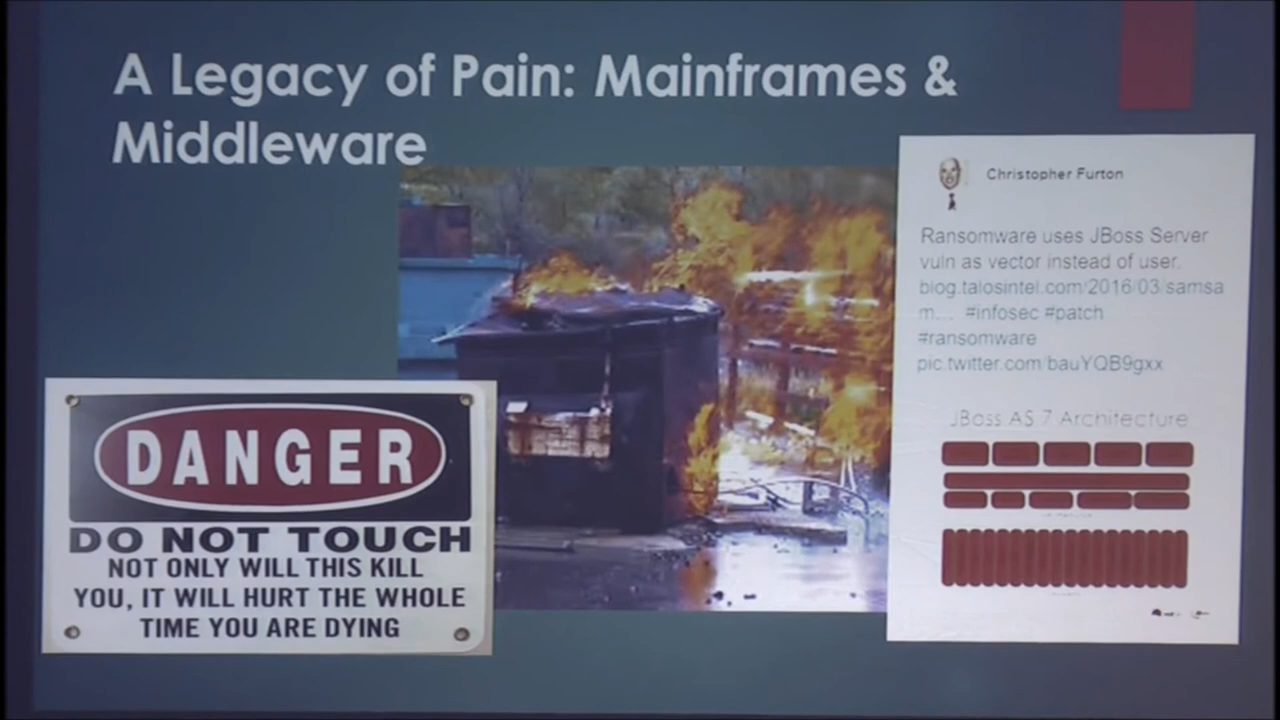 A Legacy of Pain: Mainframes &
Middleware
Christopher Furton
Ransomware uses JBoss Server
vuln as vector instead of user.
blog.talosintel.com/2016/03/samsa
m... #infosec #patch
#ransomware
pic.twitter.com/bauYQB9gxx
JBoss AS 7 Architecture
DANGER
DO NOT TOUCH
NOT ONLY WILL THIS KILL
YOU, IT WILL HURT THE WHOLE
TIME YOU ARE DYING